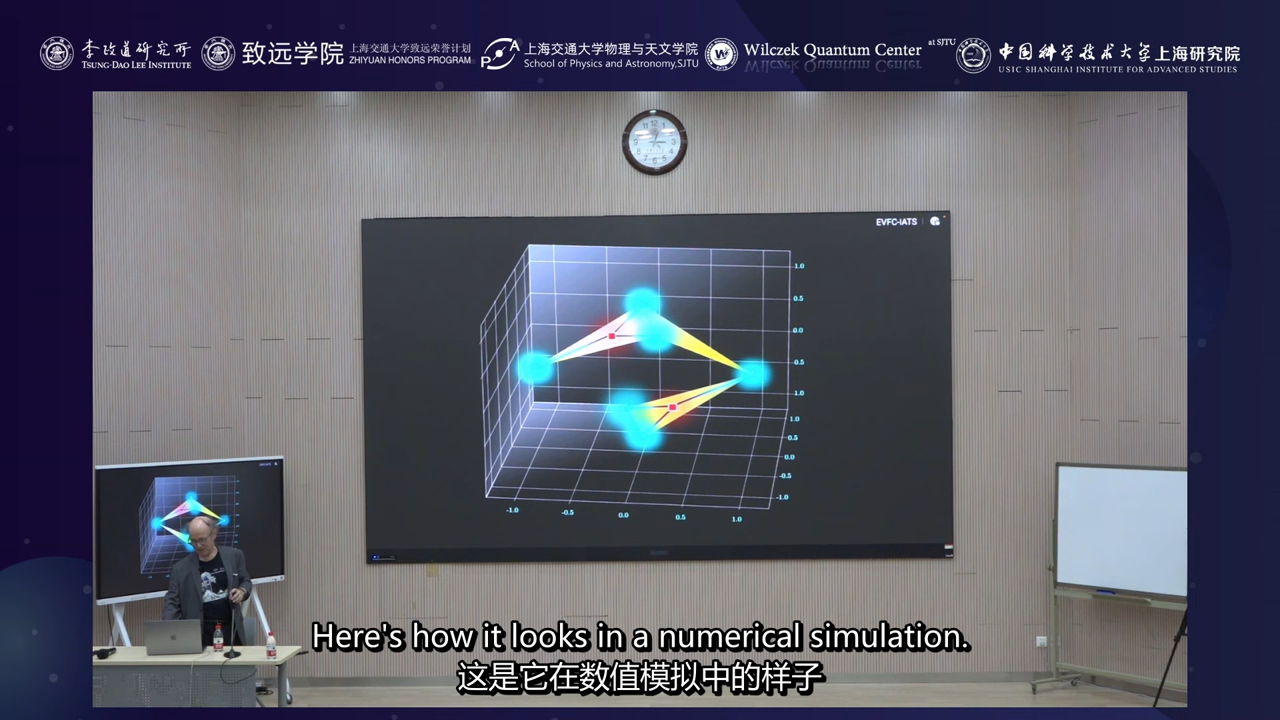 李政道研究所
TSUNG-DAO LEE INSTITUTE
致远学院
上海交通大学致远荣誉计划
ZHIYUAN HONORS PROGRAM
上海交通大学物理与天文学院
School of Physics and Astronomy,SJTU
Wilczek Quantum Center
at SJTU
中国科学技术大学上海研究院
USTC SHANGHAI INSTITUTE FOR ADVANCED STUDIES
EVFC-iATS
1.0
0.5
0.0
0.5
1.0
1.0
0.5
0.0
-0.5
-1.0
-1.0
-0.5
0.0
0.5
1.0
Here's how it looks in a numerical simulation.
这是它在数值模拟中的样子